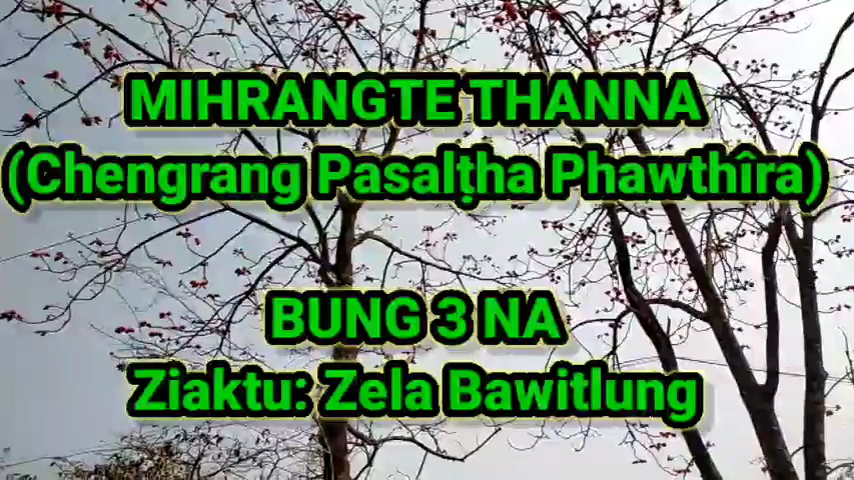 MIHRANGTE THANNA
(Chengrang Pasalṭha Phawthîra)
BUNG 3 NA
Ziaktu: Zela Bawitlung